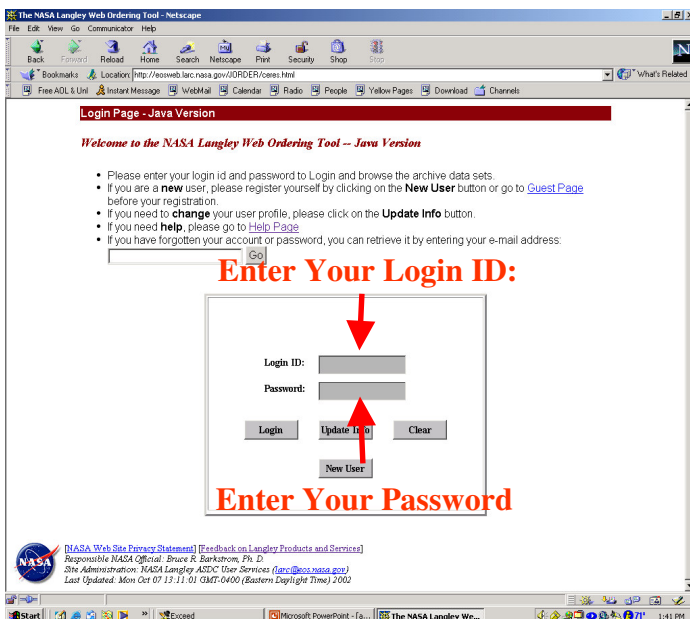 The NASA Langley Web Ordering Tool - Netscape
File Edit View Go Communicator Help
Back Forward Reload Home Search Netscape Print Security Shop Stop
Bookmarks Location: http://eosweb.larc.nasa.gov/JORDER/ceres.html What's Related
Free AOL & Unl Instant Message WebMail Calendar Radio People Yellow Pages Download Channels
Login Page - Java Version
Welcome to the NASA Langley Web Ordering Tool -- Java Version
• Please enter your login id and password to Login and browse the archive data sets.
• If you are a new user, please register yourself by clicking on the New User button or go to Guest Page
before your registration.
• If you need to change your user profile, please click on the Update Info button.
• If you need help, please go to Help Page
• If you have forgotten your account or password, you can retrieve it by entering your e-mail address:
Go
Enter Your Login ID:
Login ID:
Password:
Login Update Info Clear
New User
Enter Your Password
[NASA Web Site Privacy Statement] [Feedback on Langley Products and Services]
NASA
Responsible NASA Official: Bruce R. Barkstrom, Ph. D.
Site Administration: NASA Langley ASDC User Services (larc@eos.nasa.gov)
Last Updated: Mon Oct 07 13:11:01 GMT-0400 (Eastern Daylight Time) 2002
Start » Exceed Microsoft PowerPoint - [a... The NASA Langley We... 71° 1:41 PM